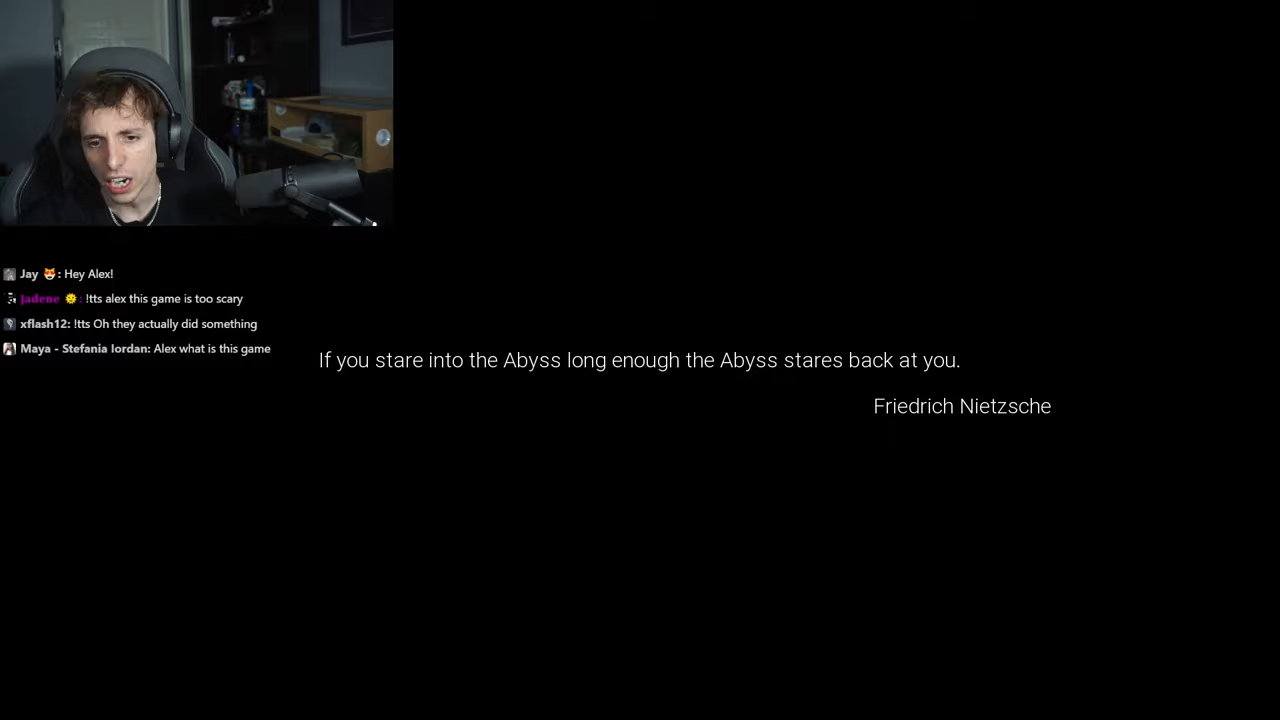 Jay 😺: Hey Alex!
Jadene 🌞: !tts alex this game is too scary
xflash12: !tts Oh they actually did something
Maya - Stefania Iordan: Alex what is this game
If you stare into the Abyss long enough the Abyss stares back at you.
Friedrich Nietzsche